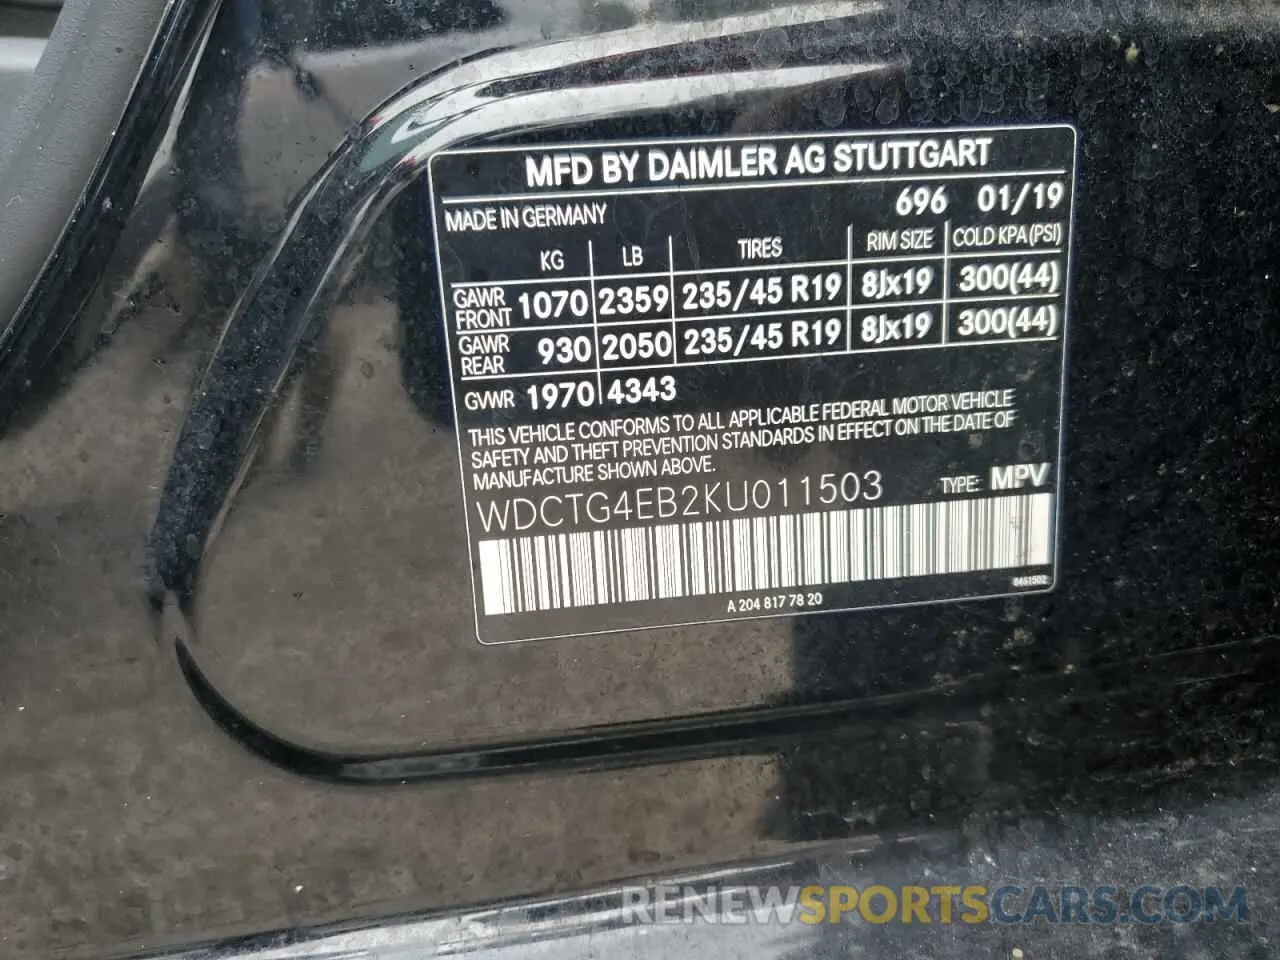 MFD BY DAIMLER AG STUTTGART
MADE IN GERMANY 696 01/19
KG LB TIRES RIM SIZE COLD KPA (PSI)
GAWR FRONT 1070 2359 235/45 R19 8Jx19 300(44)
GAWR REAR 930 2050 235/45 R19 8Jx19 300(44)
GVWR 1970 4343
THIS VEHICLE CONFORMS TO ALL APPLICABLE FEDERAL MOTOR VEHICLE
SAFETY AND THEFT PREVENTION STANDARDS IN EFFECT ON THE DATE OF
MANUFACTURE SHOWN ABOVE.
WDCTG4EB2KU011503 TYPE: MPV
8461502
A 204 817 78 20
RENEWSPORTSCARS.COM